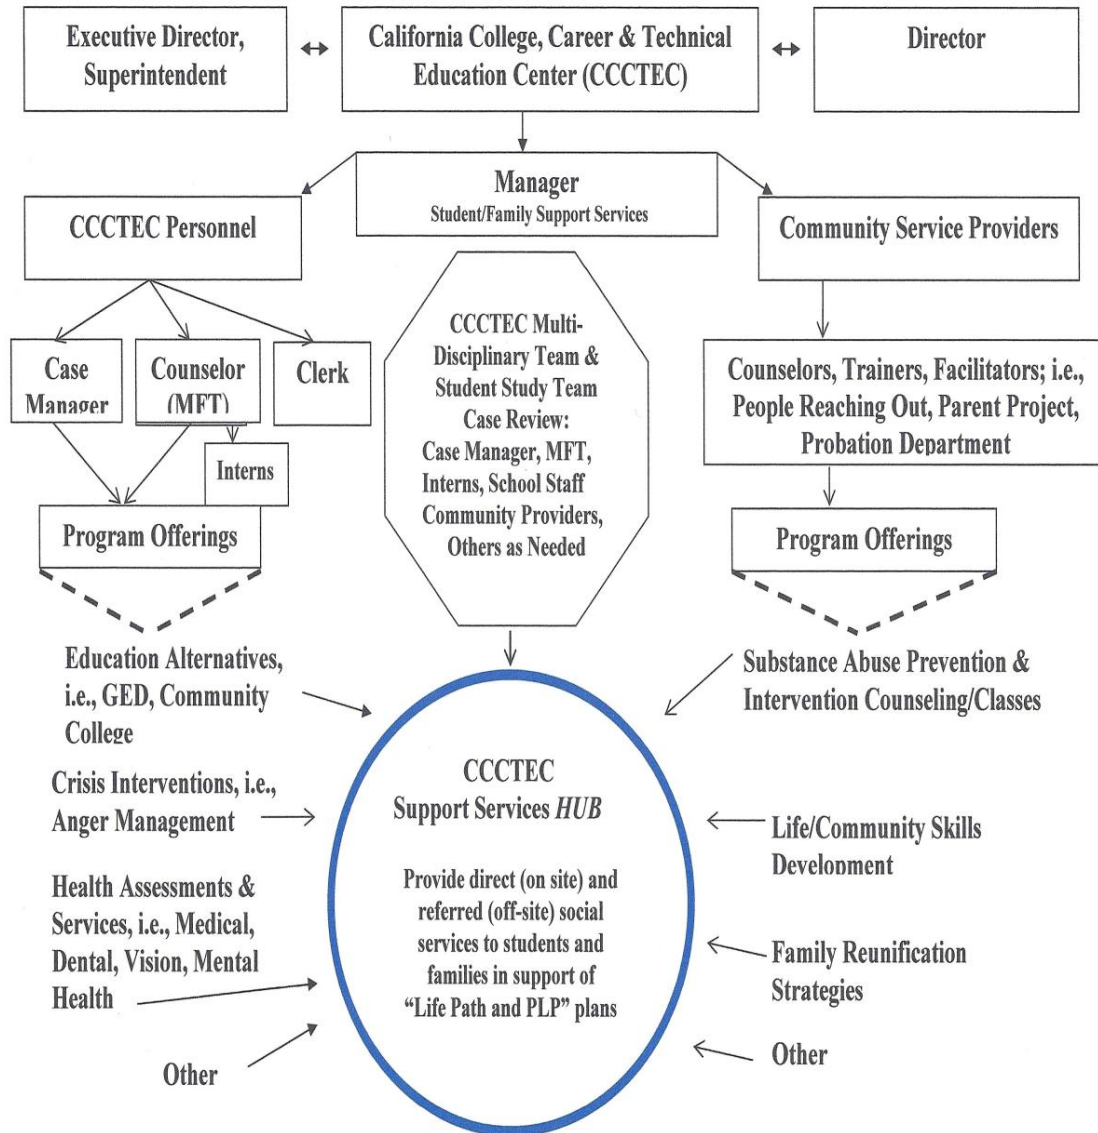 Executive Director,
Superintendent
California College, Career & Technical
Education Center (CCCTEC)
Director
Manager
Student/Family Support Services
CCCTEC Personnel
Community Service Providers
Case
Manager
Counselor
(MFT)
Clerk
Interns
Program Offerings
CCCTEC Multi-
Disciplinary Team &
Student Study Team
Case Review:
Case Manager, MFT,
Interns, School Staff
Community Providers,
Others as Needed
Counselors, Trainers, Facilitators; i.e.,
People Reaching Out, Parent Project,
Probation Department
Program Offerings
Education Alternatives,
i.e., GED, Community
College
Crisis Interventions, i.e.,
Anger Management
Health Assessments &
Services, i.e., Medical,
Dental, Vision, Mental
Health
Other
CCCTEC
Support Services HUB
Provide direct (on site) and
referred (off-site) social
services to students and
families in support of
“Life Path and PLP” plans
Substance Abuse Prevention &
Intervention Counseling/Classes
Life/Community Skills
Development
Family Reunification
Strategies
Other